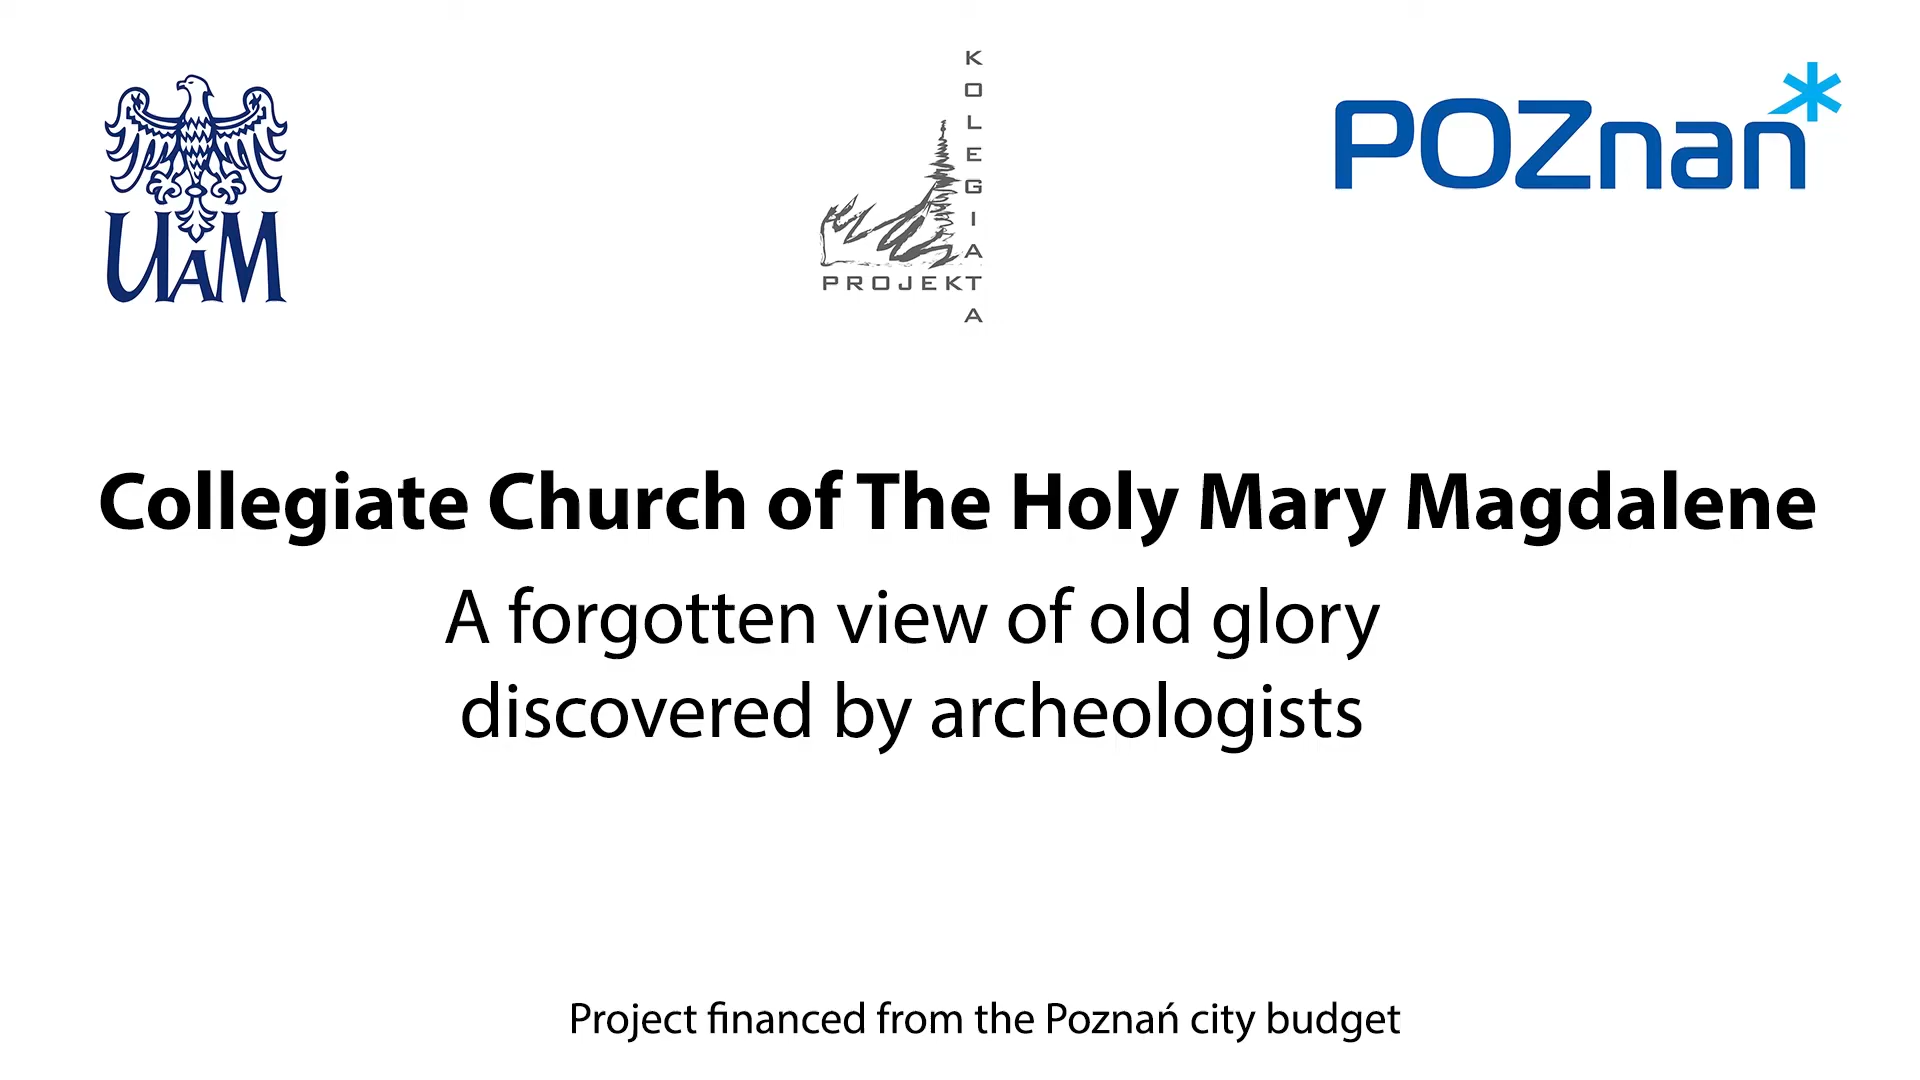 UAM
KOLEGIATA
PROJEKT
POZnan*
Collegiate Church of The Holy Mary Magdalene
A forgotten view of old glory
discovered by archeologists
Project financed from the Poznań city budget